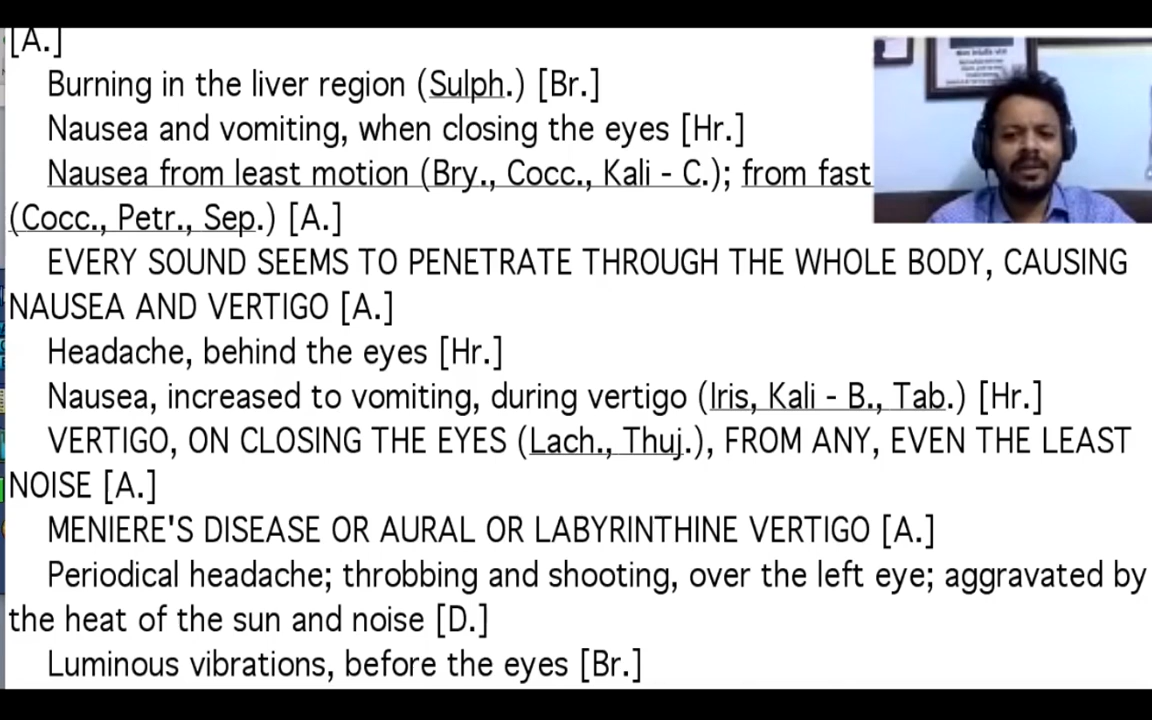 [A.]
Burning in the liver region (Sulph.) [Br.]
Nausea and vomiting, when closing the eyes [Hr.]
Nausea from least motion (Bry., Cocc., Kali - C.); from fast
(Cocc., Petr., Sep.) [A.]
EVERY SOUND SEEMS TO PENETRATE THROUGH THE WHOLE BODY, CAUSING
NAUSEA AND VERTIGO [A.]
Headache, behind the eyes [Hr.]
Nausea, increased to vomiting, during vertigo (Iris, Kali - B., Tab.) [Hr.]
VERTIGO, ON CLOSING THE EYES (Lach., Thuj.), FROM ANY, EVEN THE LEAST
NOISE [A.]
MENIERE'S DISEASE OR AURAL OR LABYRINTHINE VERTIGO [A.]
Periodical headache; throbbing and shooting, over the left eye; aggravated by
the heat of the sun and noise [D.]
Luminous vibrations, before the eyes [Br.]